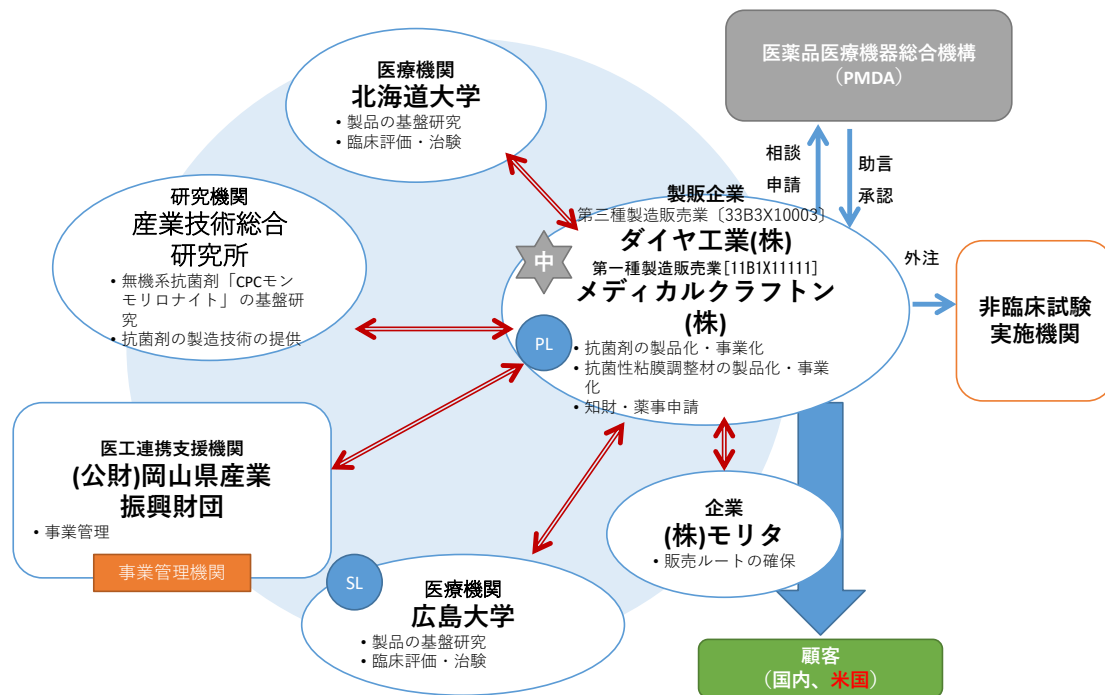 医療機関
北海道大学
• 製品の基盤研究
• 臨床評価・治験
医薬品医療機器総合機構
（PMDA）
相談
申請
助言
承認
研究機関
産業技術総合
研究所
• 無機系抗菌剤「CPCモン
モリロナイト」 の基盤研
究
• 抗菌剤の製造技術の提供
製販企業
第三種製造販売業〔33B3X10003〕
ダイヤ工業(株)
中
第一種製造販売業[11B1X11111]
メディカルクラフトン
(株)
PL
• 抗菌剤の製品化・事業化
• 抗菌性粘膜調整材の製品化・事業
化
• 知財・薬事申請
外注
非臨床試験
実施機関
医工連携支援機関
(公財)岡山県産業
振興財団
• 事業管理
事業管理機関
企業
(株)モリタ
• 販売ルートの確保
SL
医療機関
広島大学
• 製品の基盤研究
• 臨床評価・治験
顧客
（国内、米国）